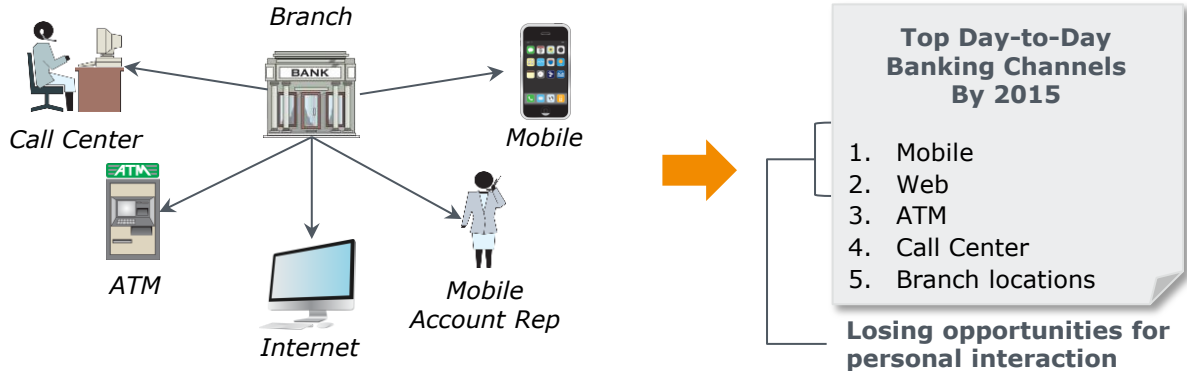 Branch
BANK
Call Center
Mobile
ATM
ATM
Internet
Mobile
Account Rep
Top Day-to-Day
Banking Channels
By 2015
1. Mobile
2. Web
3. ATM
4. Call Center
5. Branch locations
Losing opportunities for
personal interaction